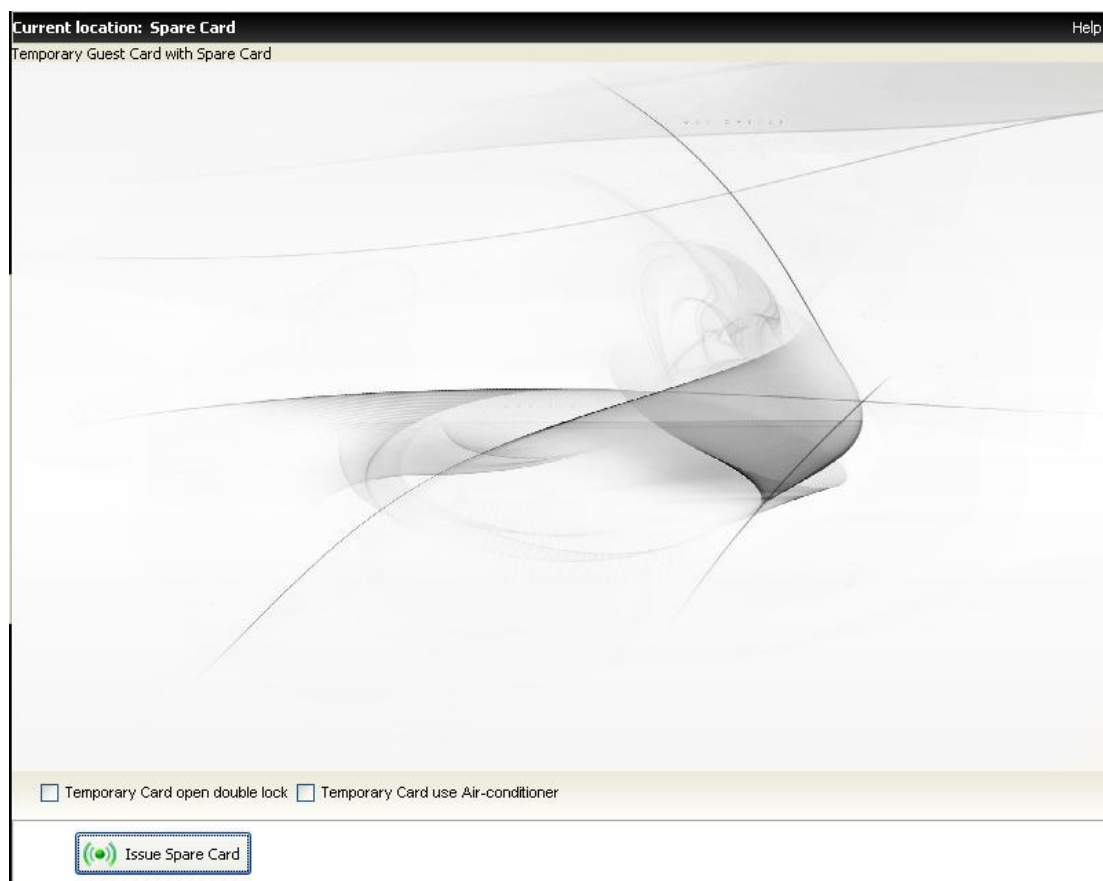 Current location: Spare Card Help
Temporary Guest Card with Spare Card
Temporary Card open double lock Temporary Card use Air-conditioner
Issue Spare Card